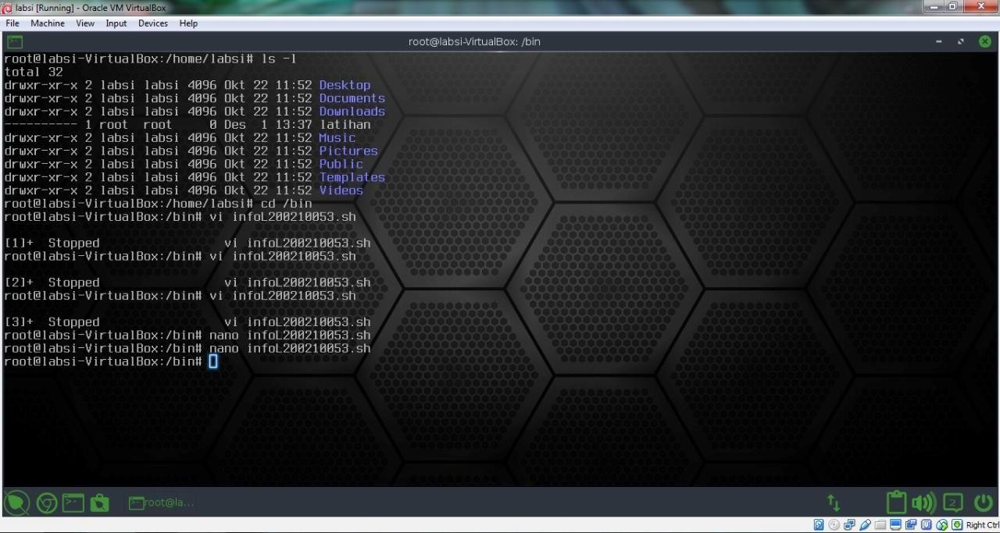 labsi [Running] - Oracle VM VirtualBox
File Machine View Input Devices Help
root@labsi-VirtualBox: /bin
root@labsi-VirtualBox:/home/labsi# ls -l
total 32
drwxr-xr-x 2 labsi labsi 4096 Okt 22 11:52 Desktop
drwxr-xr-x 2 labsi labsi 4096 Okt 22 11:52 Documents
drwxr-xr-x 2 labsi labsi 4096 Okt 22 11:52 Downloads
---------- 1 root  root     0 Des  1 13:37 latihan
drwxr-xr-x 2 labsi labsi 4096 Okt 22 11:52 Music
drwxr-xr-x 2 labsi labsi 4096 Okt 22 11:52 Pictures
drwxr-xr-x 2 labsi labsi 4096 Okt 22 11:52 Public
drwxr-xr-x 2 labsi labsi 4096 Okt 22 11:52 Templates
drwxr-xr-x 2 labsi labsi 4096 Okt 22 11:52 Videos
root@labsi-VirtualBox:/home/labsi# cd /bin
root@labsi-VirtualBox:/bin# vi infoL200210053.sh
[1]+  Stopped                 vi infoL200210053.sh
root@labsi-VirtualBox:/bin# vi infoL200210053.sh
[2]+  Stopped                 vi infoL200210053.sh
root@labsi-VirtualBox:/bin# vi infoL200210053.sh
[3]+  Stopped                 vi infoL200210053.sh
root@labsi-VirtualBox:/bin# nano infoL200210053.sh
root@labsi-VirtualBox:/bin# nano infoL200210053.sh
root@labsi-VirtualBox:/bin#
root@la...
2
Right Ctrl